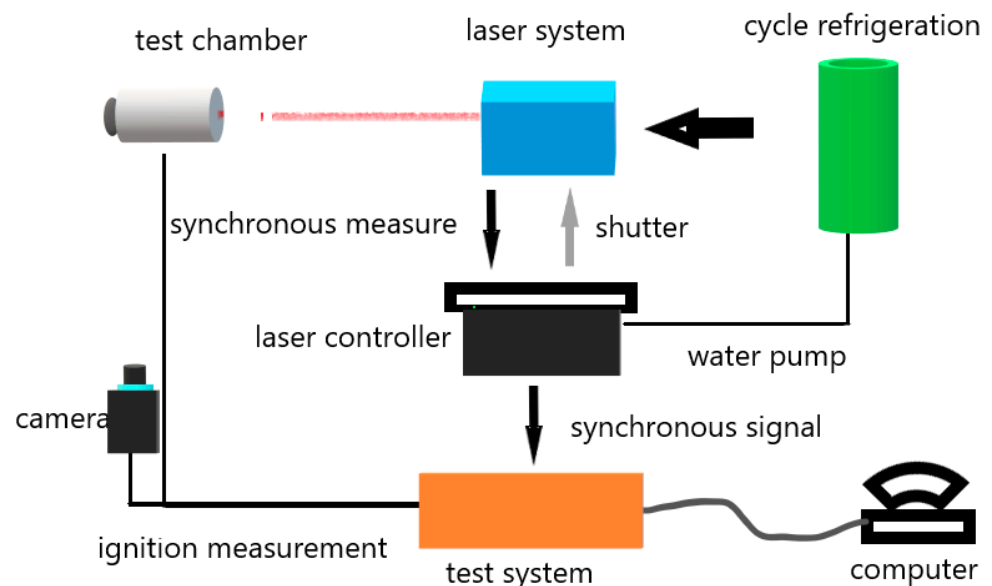 test chamber
laser system
cycle refrigeration
synchronous measure
shutter
laser controller
water pump
camera
synchronous signal
ignition measurement
test system
computer